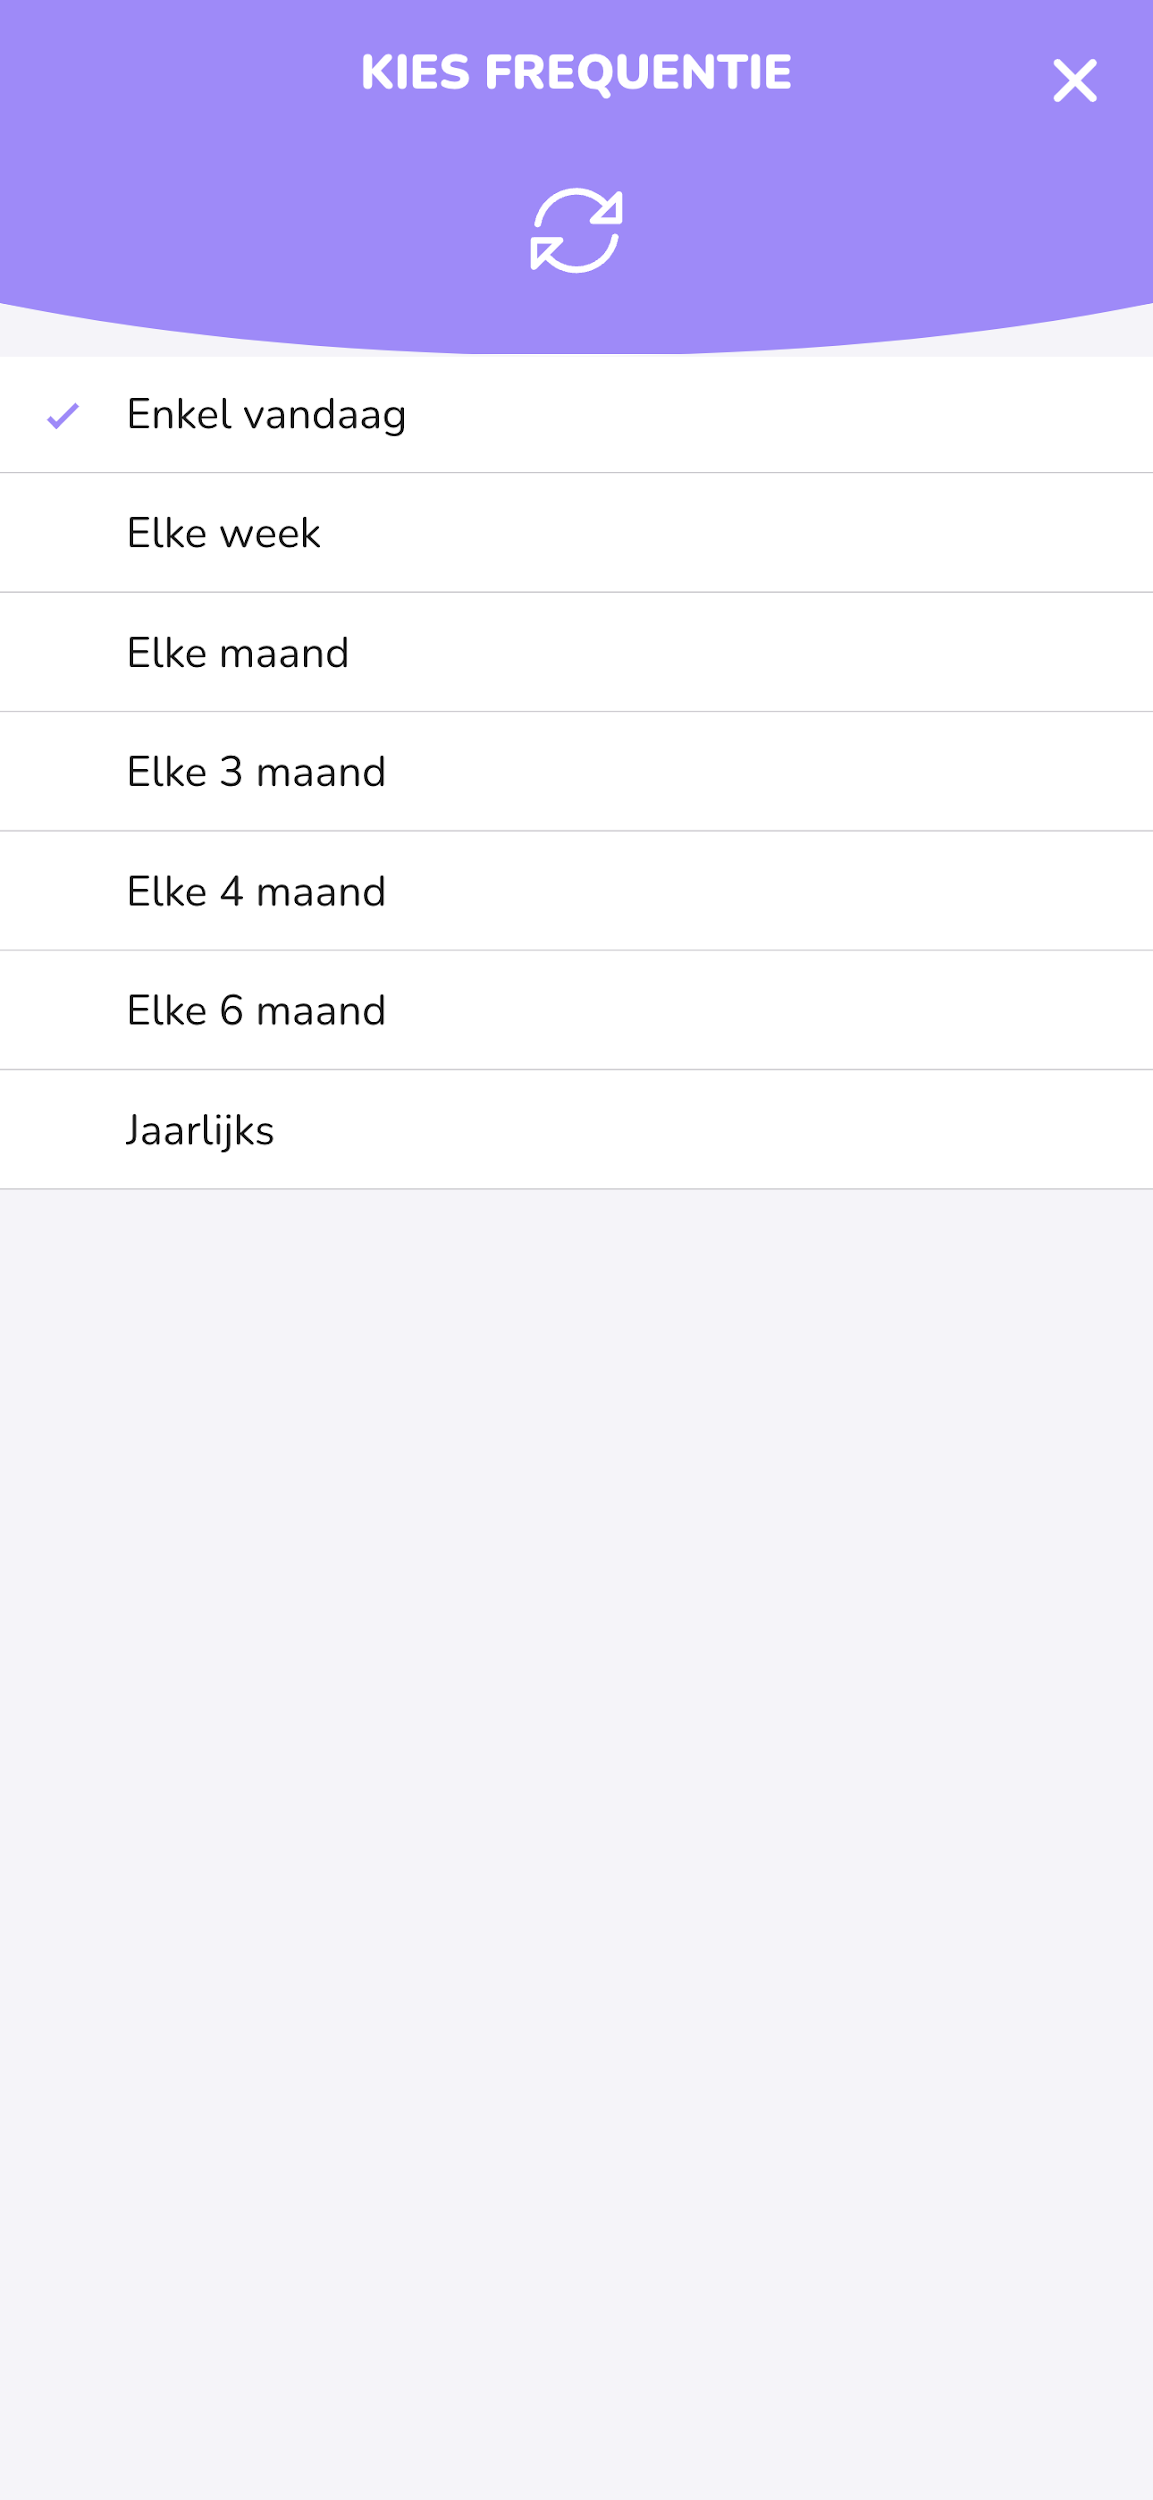 KIES FREQUENTIE
Enkel vandaag
Elke week
Elke maand
Elke 3 maand
Elke 4 maand
Elke 6 maand
Jaarlijks